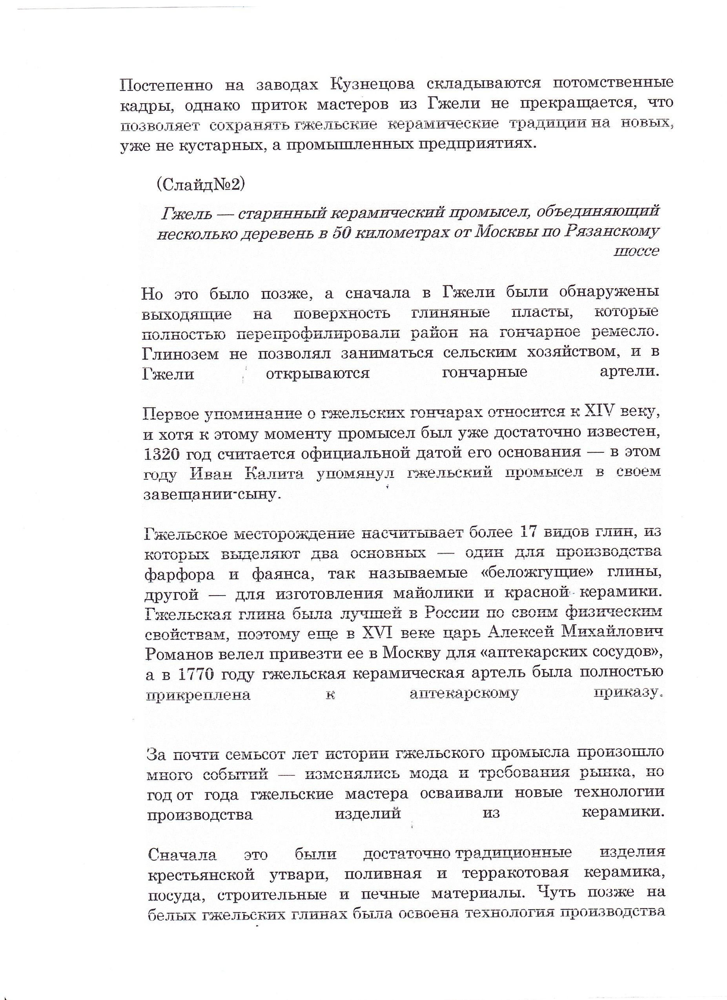 Постепенно на заводах Кузнецова складываются потомственные
кадры, однако приток мастеров из Гжели не прекращается, что
позволяет сохранять гжельские керамические традиции на новых,
уже не кустарных, а промышленных предприятиях.
(Слайд№2)
Гжель — старинный керамический промысел, объединяющий
несколько деревень в 50 километрах от Москвы по Рязанскому
шоссе
Но это было позже, а сначала в Гжели были обнаружены
выходящие на поверхность глиняные пласты, которые
полностью перепрофилировали район на гончарное ремесло.
Глинозем не позволял заниматься сельским хозяйством, и в
Гжели открываются гончарные артели.
Первое упоминание о гжельских гончарах относится к XIV веку,
и хотя к этому моменту промысел был уже достаточно известен,
1320 год считается официальной датой его основания — в этом
году Иван Калита упомянул гжельский промысел в своем
завещании-сыну.
Гжельское месторождение насчитывает более 17 видов глин, из
которых выделяют два основных — один для производства
фарфора и фаянса, так называемые «беложгущие» глины,
другой — для изготовления майолики и красной керамики.
Гжельская глина была лучшей в России по своим физическим
свойствам, поэтому еще в XVI веке царь Алексей Михайлович
Романов велел привезти ее в Москву для «аптекарских сосудов»,
а в 1770 году гжельская керамическая артель была полностью
прикреплена к аптекарскому приказу.
За почти семьсот лет истории гжельского промысла произошло
много событий — изменялись мода и требования рынка, но
год от года гжельские мастера осваивали новые технологии
производства изделий из керамики.
Сначала это были достаточно традиционные изделия
крестьянской утвари, поливная и терракотовая керамика,
посуда, строительные и печные материалы. Чуть позже на
белых гжельских глинах была освоена технология производства